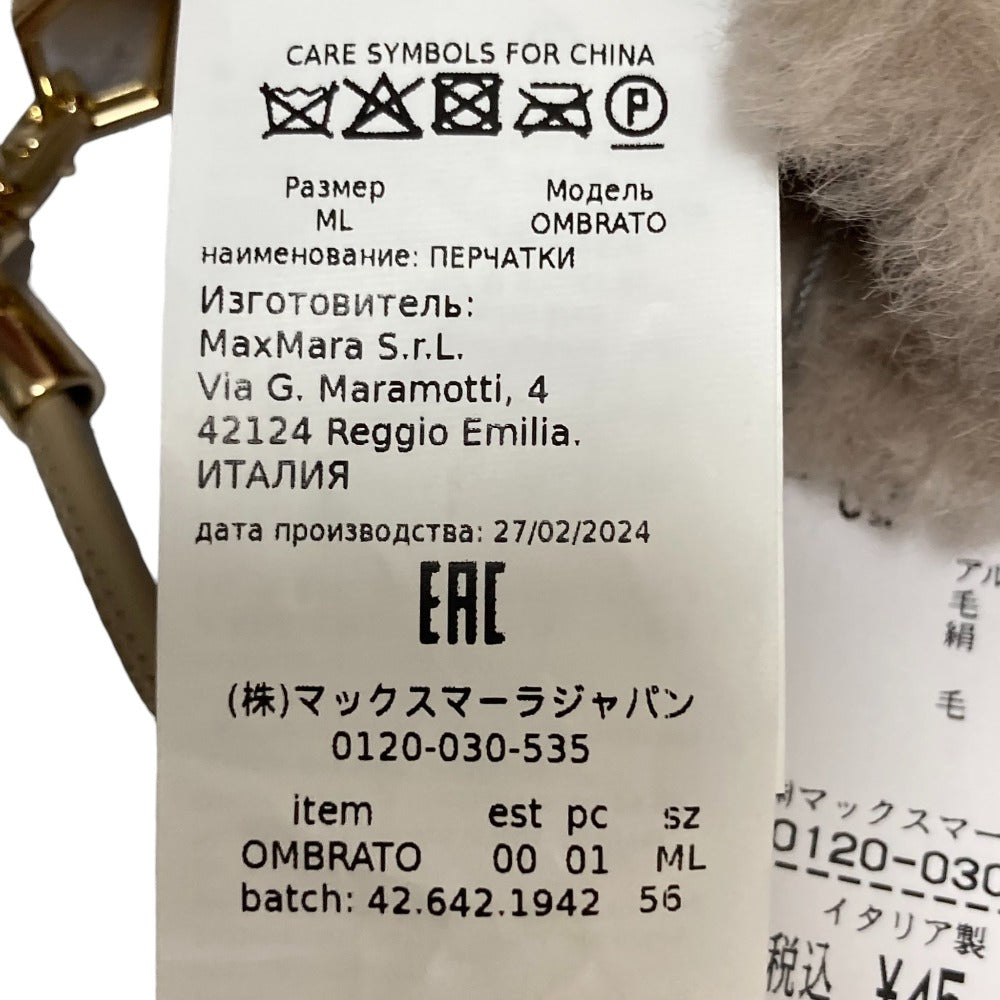 CARE SYMBOLS FOR CHINA
P
Размер Модель
ML OMBRATO
наименование: ПЕРЧАТКИ
Изготовитель:
MaxMara S.r.L.
Via G. Maramotti, 4
42124 Reggio Emilia.
ИТАЛИЯ
дата производства: 27/02/2024
EAC
(株)マックスマーラジャパン
0120-030-535
item est pc sz
OMBRATO 00 01 ML
batch: 42.642.1942 56
アル
毛
絹
毛
マックスマー
0120-030
イタリア製
税込 ¥45